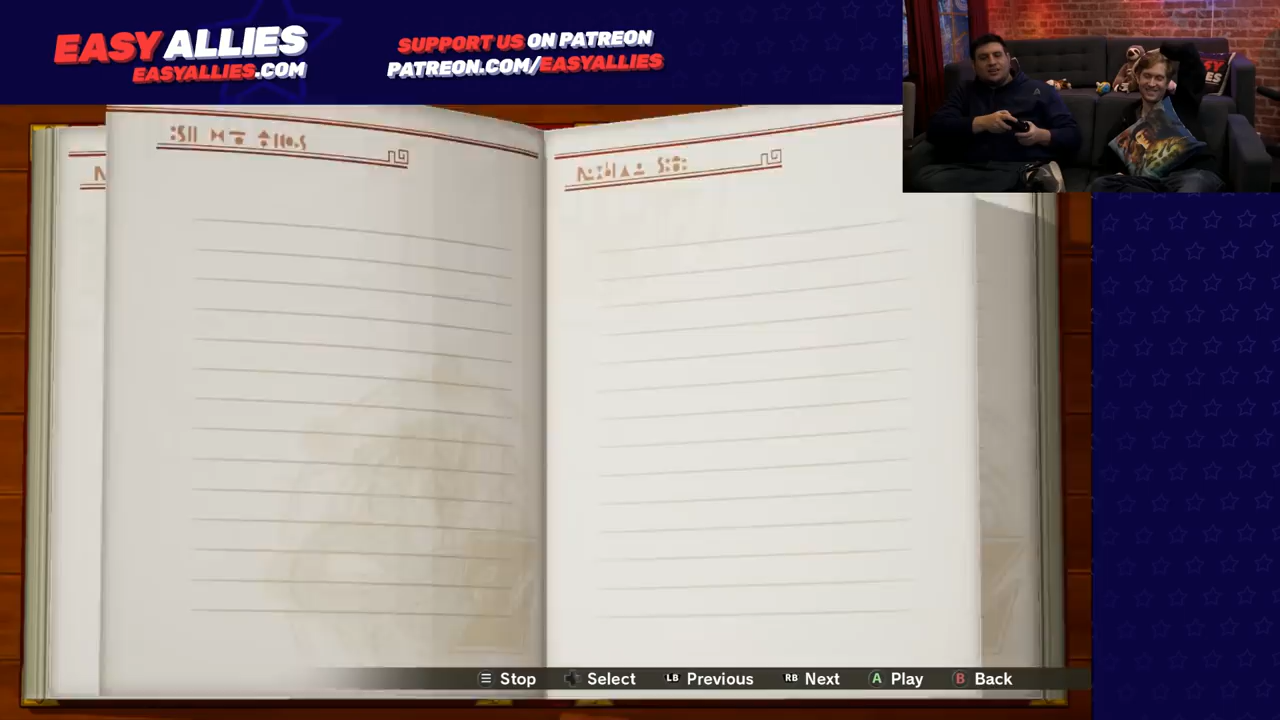 EASY ALLIES
EASYALLIES.COM
SUPPORT US ON PATREON
PATREON.COM/EASYALLIES
Stop Select LB Previous RB Next A Play B Back